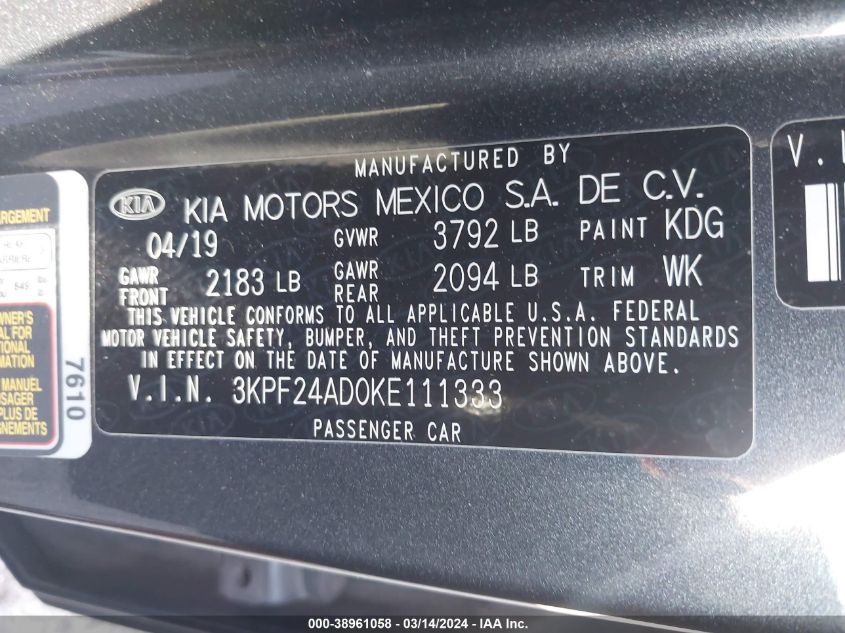 MANUFACTURED BY
KIA KIA MOTORS MEXICO S.A. DE C.V.
04/19 GVWR 3792 LB PAINT KDG
GAWR FRONT 2183 LB GAWR REAR 2094 LB TRIM WK
THIS VEHICLE CONFORMS TO ALL APPLICABLE U.S.A. FEDERAL
MOTOR VEHICLE SAFETY, BUMPER, AND THEFT PREVENTION STANDARDS
IN EFFECT ON THE DATE OF MANUFACTURE SHOWN ABOVE.
V.I.N. 3KPF24AD0KE111333
PASSENGER CAR
7610
MANUEL
PLUS DE
V.I
000-38961058 - 03/14/2024 - IAA, Inc.